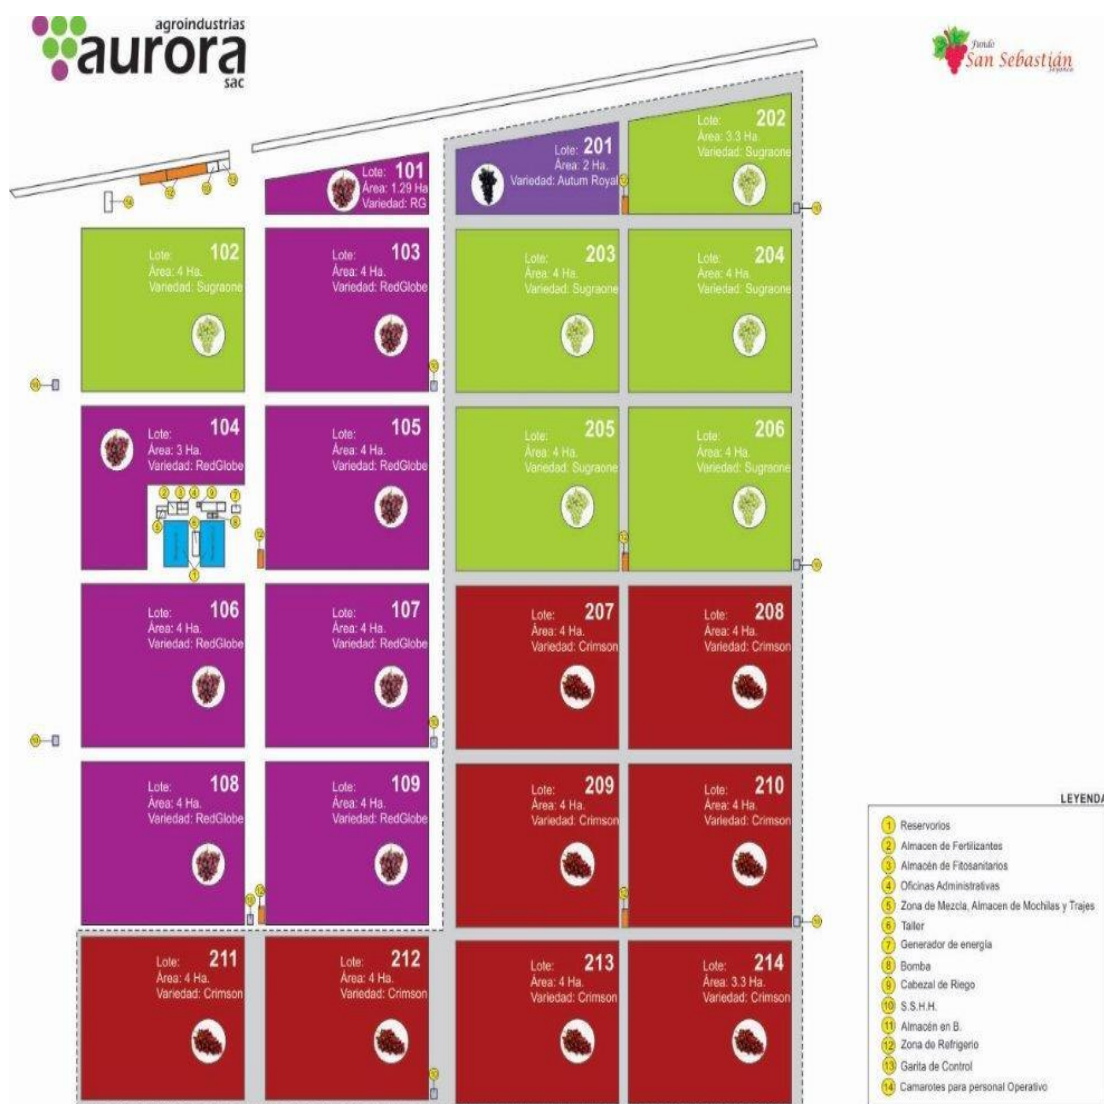 agroindustrias
aurora
sac
Fundo
San Sebastián
Lote: 101
Área: 1.29 Ha
Variedad: RG
Lote: 201
Área: 2 Ha.
Variedad: Autum Royal
Lote: 202
Área: 3.3 Ha.
Variedad: Sugraone
Lote: 102
Área: 4 Ha.
Variedad: Sugraone
Lote: 103
Área: 4 Ha.
Variedad: RedGlobe
Lote: 203
Área: 4 Ha.
Variedad: Sugraone
Lote: 204
Área: 4 Ha.
Variedad: Sugraone
Lote: 104
Área: 3 Ha.
Variedad: RedGlobe
Lote: 105
Área: 4 Ha.
Variedad: RedGlobe
Lote: 205
Área: 4 Ha.
Variedad: Sugraone
Lote: 206
Área: 4 Ha.
Variedad: Sugraone
Lote: 106
Área: 4 Ha.
Variedad: RedGlobe
Lote: 107
Área: 4 Ha.
Variedad: RedGlobe
Lote: 207
Área: 4 Ha.
Variedad: Crimson
Lote: 208
Área: 4 Ha.
Variedad: Crimson
Lote: 108
Área: 4 Ha.
Variedad: RedGlobe
Lote: 109
Área: 4 Ha.
Variedad: RedGlobe
Lote: 209
Área: 4 Ha.
Variedad: Crimson
Lote: 210
Área: 4 Ha.
Variedad: Crimson
Lote: 211
Área: 4 Ha.
Variedad: Crimson
Lote: 212
Área: 4 Ha.
Variedad: Crimson
Lote: 213
Área: 4 Ha.
Variedad: Crimson
Lote: 214
Área: 3.3 Ha.
Variedad: Crimson
LEYENDA
1 Reservorios
2 Almacen de Fertilizantes
3 Almacén de Fitosanitarios
4 Oficinas Administrativas
5 Zona de Mezcla, Almacen de Mochilas y Trajes
6 Taller
7 Generador de energía
8 Bomba
9 Cabezal de Riego
10 S.S.H.H.
11 Almacén en B.
12 Zona de Refrigerio
13 Garita de Control
14 Camarotes para personal Operativo